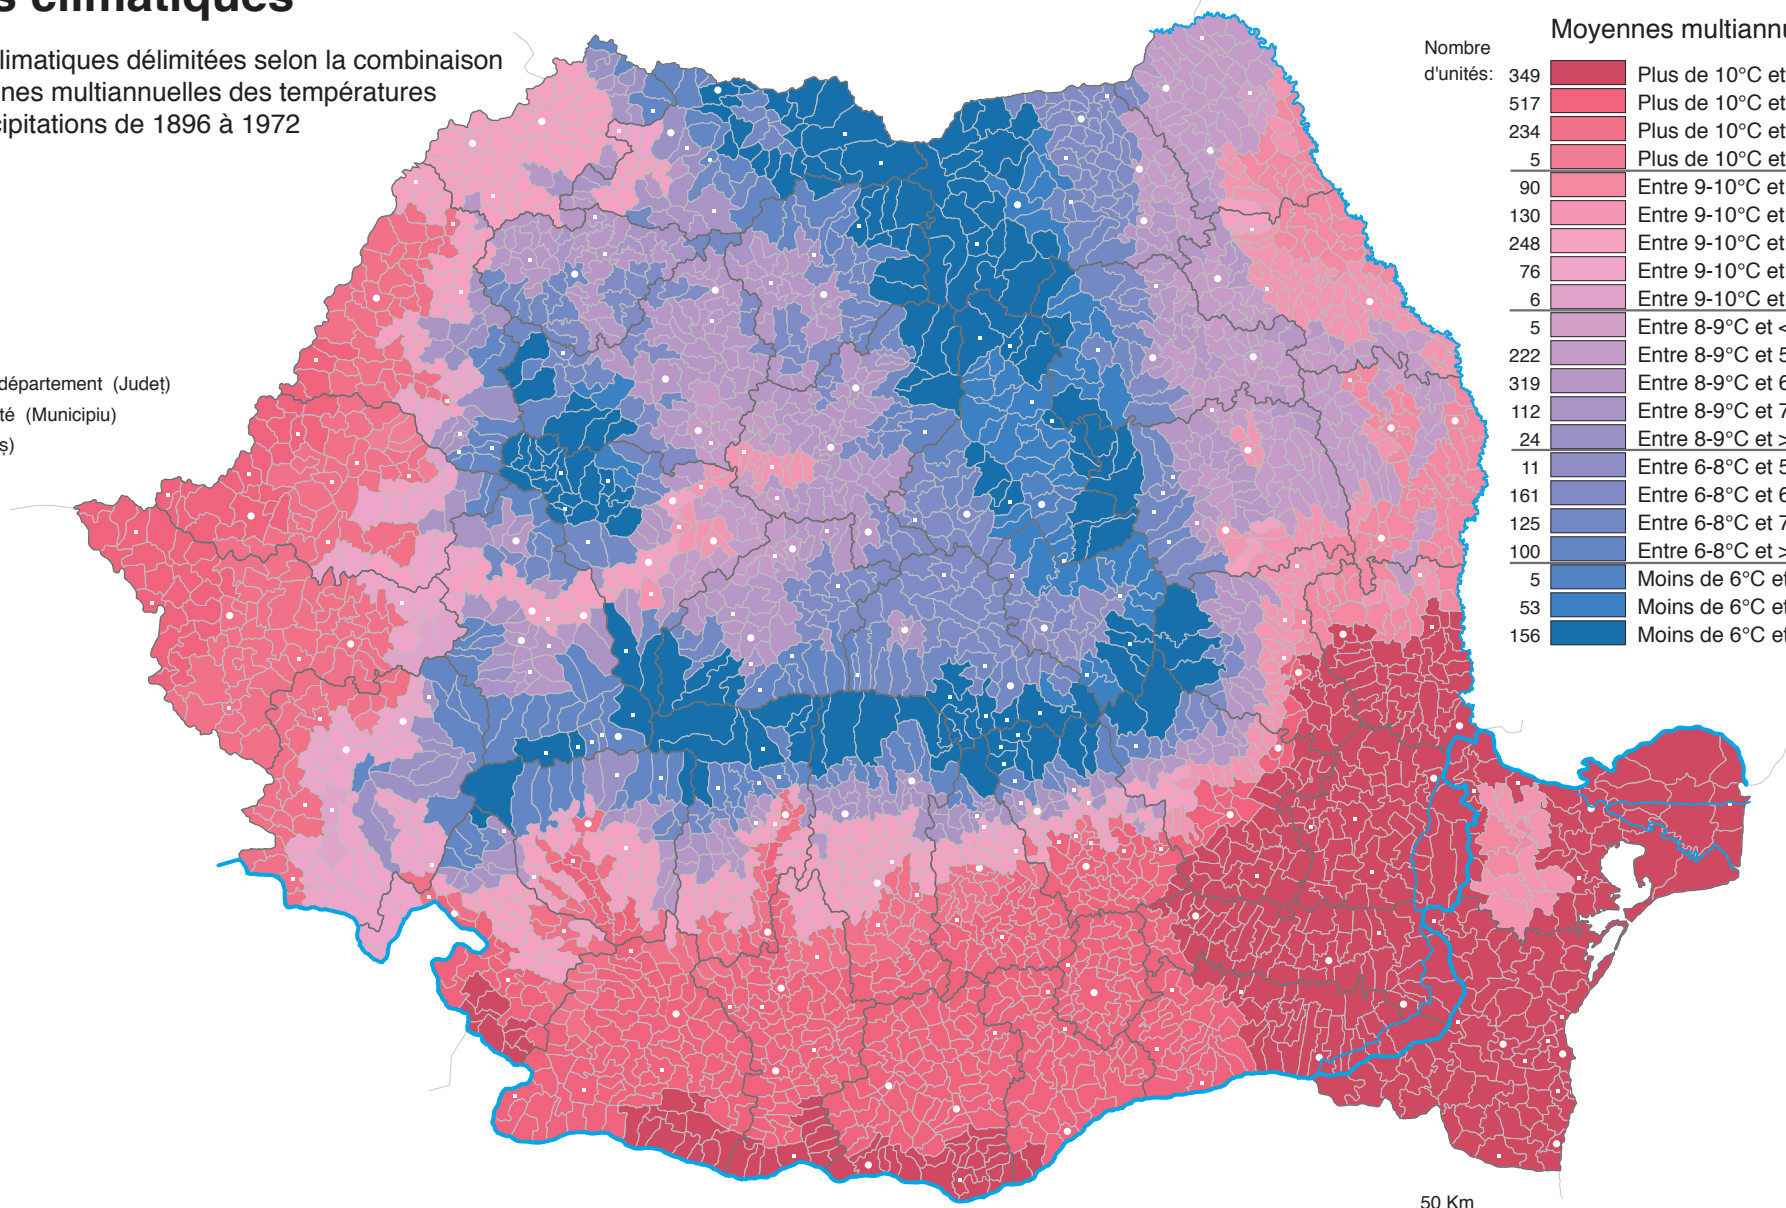 s climatiques
limatiques délimitées selon la combinaison
nes multiannuelles des températures
cipitations de 1896 à 1972
département (Județ)
té (Municipiu)
ș)
Moyennes multiannu
Nombre
d'unités:
349 Plus de 10°C et
517 Plus de 10°C et
234 Plus de 10°C et
5 Plus de 10°C et
90 Entre 9-10°C et
130 Entre 9-10°C et
248 Entre 9-10°C et
76 Entre 9-10°C et
6 Entre 9-10°C et
5 Entre 8-9°C et <
222 Entre 8-9°C et 5
319 Entre 8-9°C et 6
112 Entre 8-9°C et 7
24 Entre 8-9°C et >
11 Entre 6-8°C et 5
161 Entre 6-8°C et 6
125 Entre 6-8°C et 7
100 Entre 6-8°C et >
5 Moins de 6°C et
53 Moins de 6°C et
156 Moins de 6°C et
50 Km